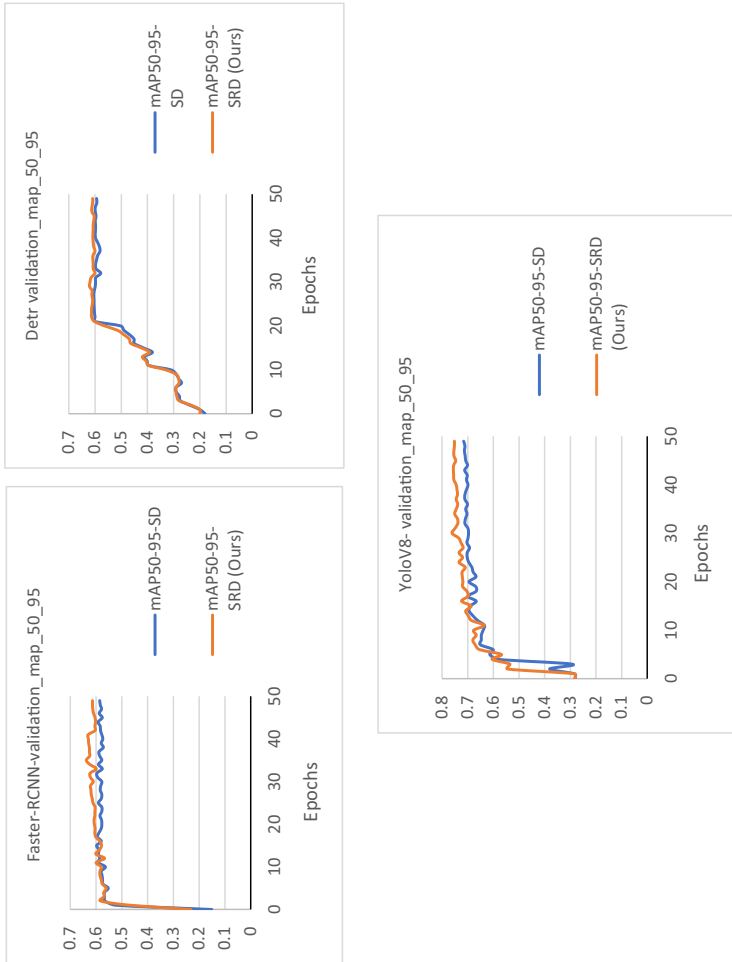 Faster-RCNN-validation_map_50_95
0.7
0.6
0.5
0.4
0.3
0.2
0.1
0
0 10 20 30 40 50
Epochs
mAP50-95-SD
mAP50-95-
SRD (Ours)
Detr validation_map_50_95
0.7
0.6
0.5
0.4
0.3
0.2
0.1
0
0 10 20 30 40 50
Epochs
mAP50-95-
SD
mAP50-95-
SRD (Ours)
YoloV8- validation_map_50_95
0.8
0.7
0.6
0.5
0.4
0.3
0.2
0.1
0
0 10 20 30 40 50
Epochs
mAP50-95-SD
mAP50-95-SRD
(Ours)